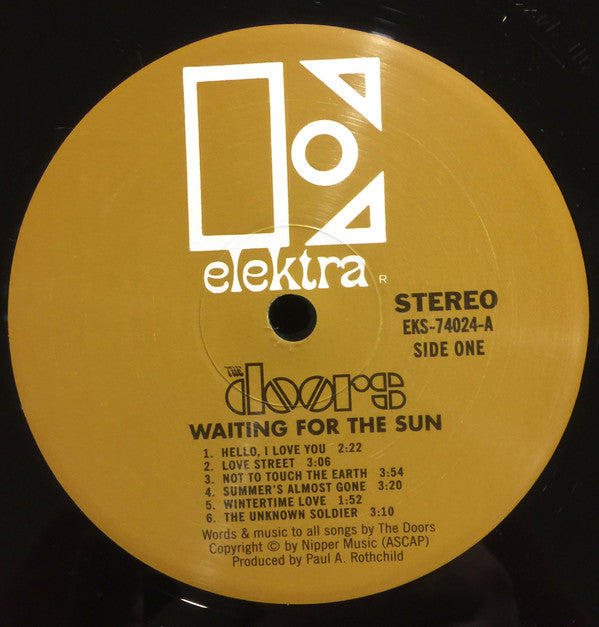 elektra R
STEREO
EKS-74024-A
SIDE ONE
THE doors
WAITING FOR THE SUN
1. HELLO, I LOVE YOU 2:22
2. LOVE STREET 3:06
3. NOT TO TOUCH THE EARTH 3:54
4. SUMMER'S ALMOST GONE 3:20
5. WINTERTIME LOVE 1:52
6. THE UNKNOWN SOLDIER 3:10
Words & music to all songs by The Doors
Copyright © by Nipper Music (ASCAP)
Produced by Paul A. Rothchild